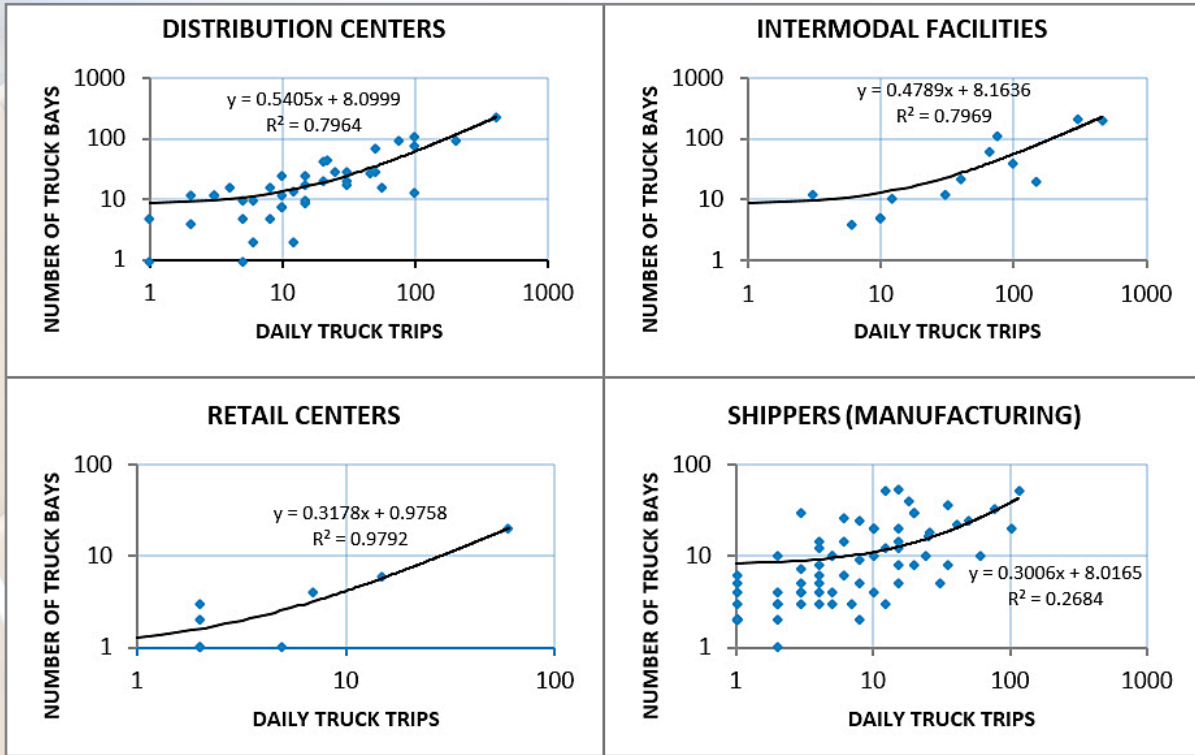 DISTRIBUTION CENTERS
NUMBER OF TRUCK BAYS
1000
100
10
1
y = 0.5405x + 8.0999
R² = 0.7964
1 10 100 1000
DAILY TRUCK TRIPS
INTERMODAL FACILITIES
NUMBER OF TRUCK BAYS
1000
100
10
1
y = 0.4789x + 8.1636
R² = 0.7969
1 10 100 1000
DAILY TRUCK TRIPS
RETAIL CENTERS
NUMBER OF TRUCK BAYS
100
10
1
y = 0.3178x + 0.9758
R² = 0.9792
1 10 100
DAILY TRUCK TRIPS
SHIPPERS (MANUFACTURING)
NUMBER OF TRUCK BAYS
100
10
1
y = 0.3006x + 8.0165
R² = 0.2684
1 10 100 1000
DAILY TRUCK TRIPS